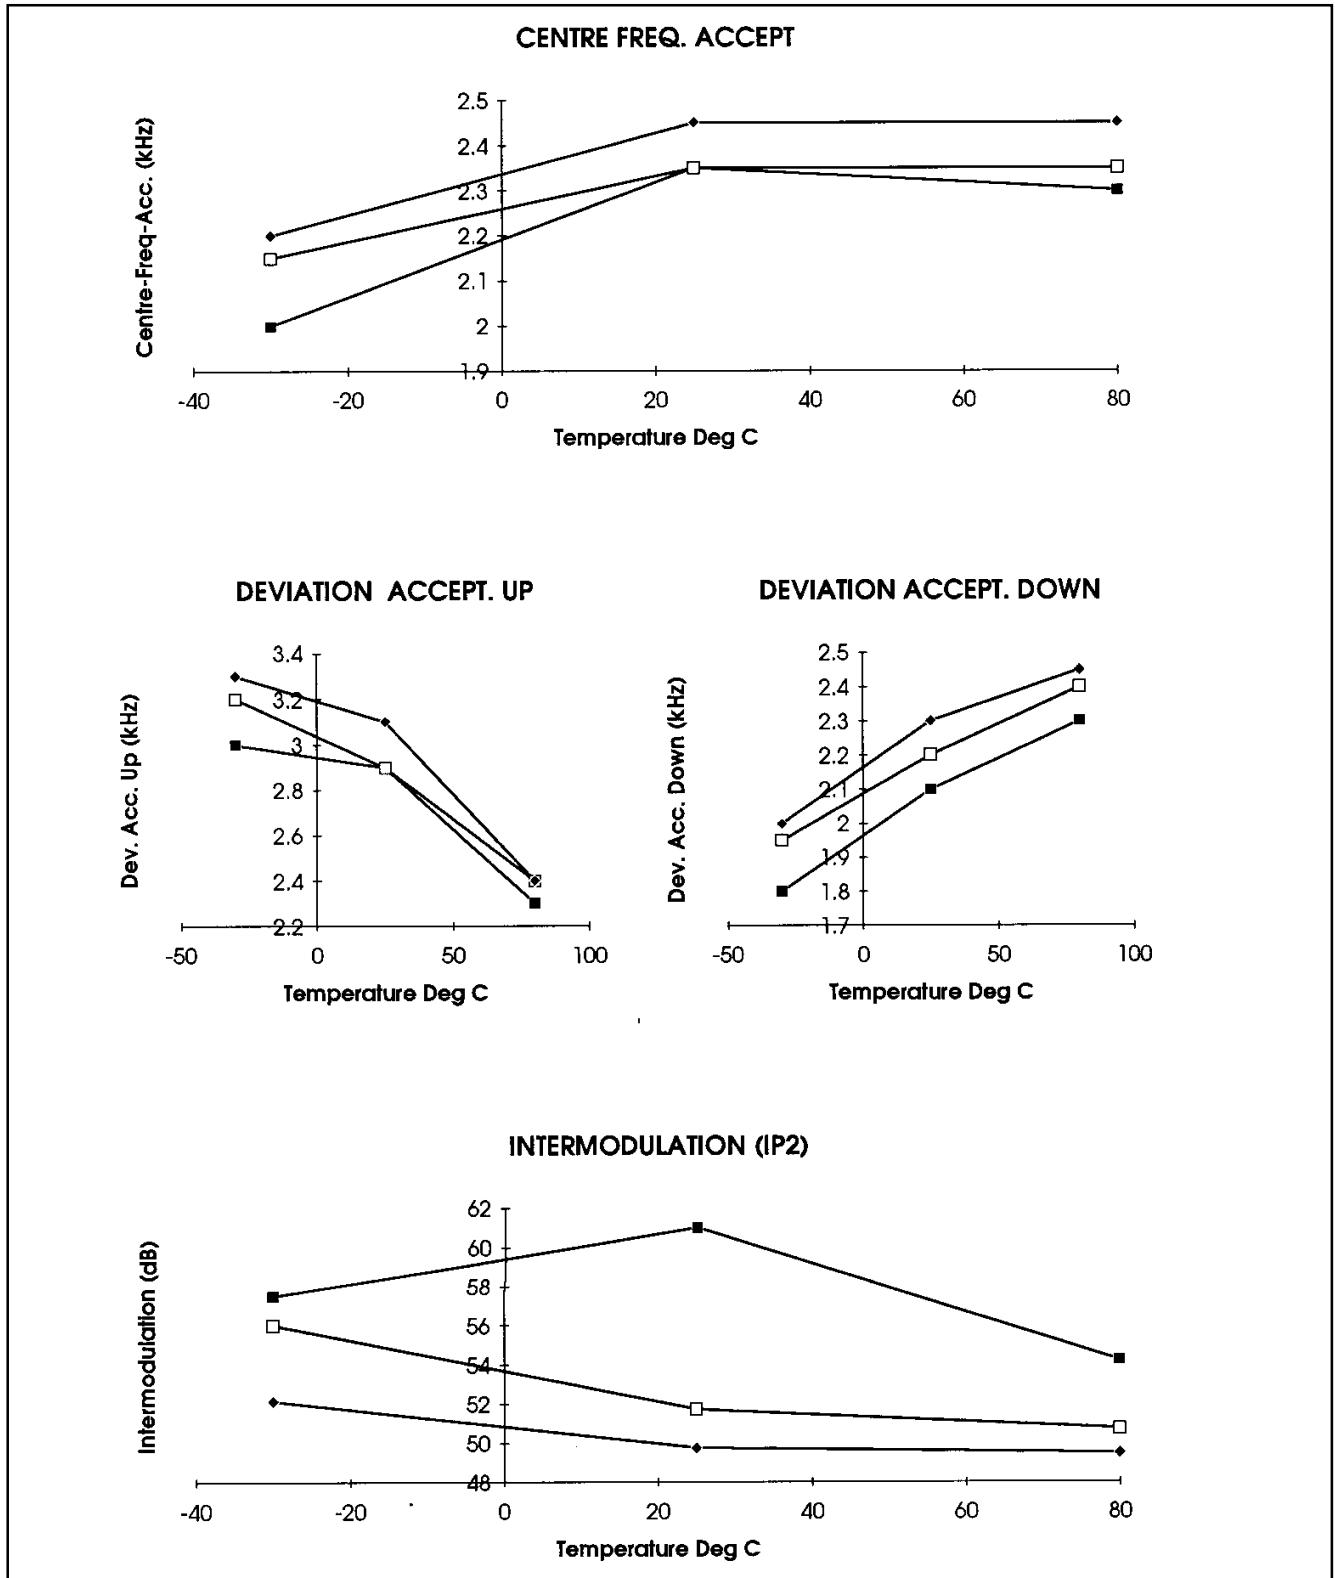 CENTRE FREQ. ACCEPT
Centre-Freq-Acc. (kHz)
2.5
2.4
2.3
2.2
2.1
2
1.9
-40 -20 0 20 40 60 80
Temperature Deg C
DEVIATION ACCEPT. UP
Dev. Acc. Up (kHz)
3.4
3.2
3
2.8
2.6
2.4
2.2
-50 0 50 100
Temperature Deg C
DEVIATION ACCEPT. DOWN
Dev. Acc. Down (kHz)
2.5
2.4
2.3
2.2
2.1
2
1.9
1.8
1.7
-50 0 50 100
Temperature Deg C
INTERMODULATION (IP2)
Intermodulation (dB)
62
60
58
56
54
52
50
48
-40 -20 0 20 40 60 80
Temperature Deg C